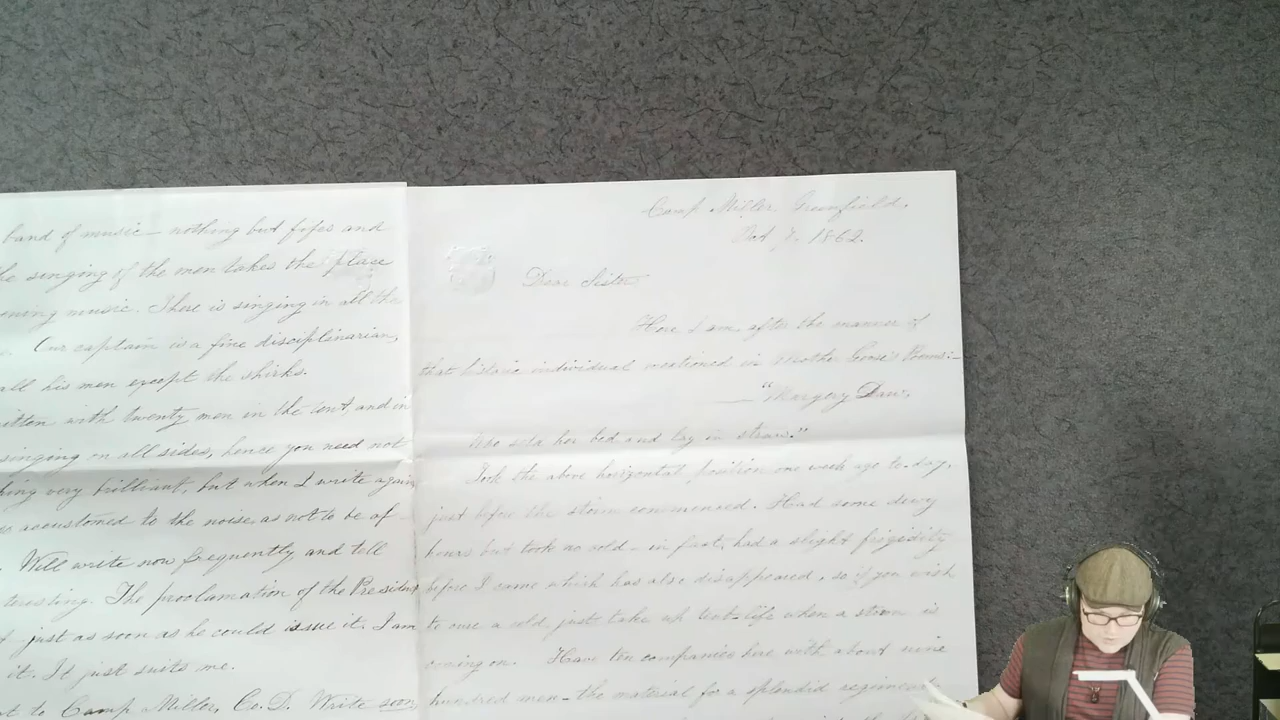 band of music — nothing but fifes and
he singing of the men takes the place
ening music. There is singing in all the
Our captain is a fine disciplinarian,
all his men except the shirks.
itten with twenty men in the tent and in
singing on all sides, hence you need not
hing very brilliant, but when I write again
so accustomed to the noise as not to be af-
. Will write now frequently and tell
teresting. The proclamation of the President
just as soon as he could issue it. I am
it. It just suits me.
nt to Camp Miller, Co. D. Write soon,
Camp Miller, Greenfield,
Oct 7. 1862.
Dear Sister
Here I am, after the manner of
that historic individual mentioned in Mother Goose's Poems:—
— "Margery Daw,
Who sold her bed and lay in straw."
Took the above horizontal position one week ago to-day,
just before the storm commenced. Had some dewy
hours but took no cold — in fact, had a slight frigidity
before I came which has also disappeared, so if you wish
to cure a cold, just take up tent-life when a storm is
coming on. Have ten companies here with about nine
hundred men — the material for a splendid regiment